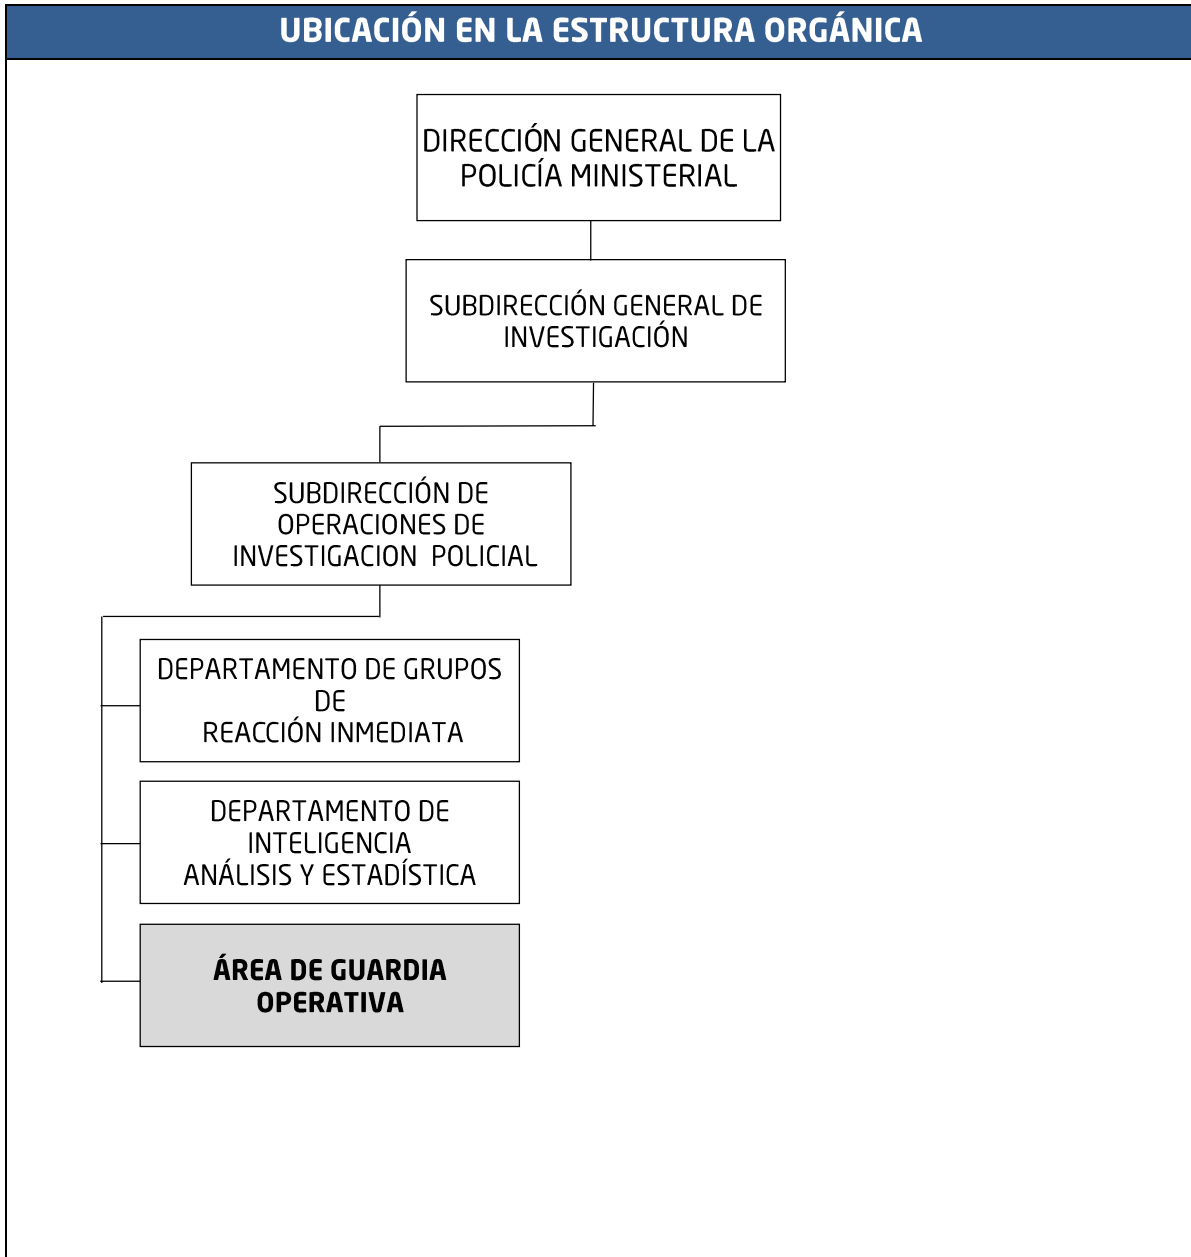 UBICACIÓN EN LA ESTRUCTURA ORGÁNICA
DIRECCIÓN GENERAL DE LA
POLICÍA MINISTERIAL
SUBDIRECCIÓN GENERAL DE
INVESTIGACIÓN
SUBDIRECCIÓN DE
OPERACIONES DE
INVESTIGACION  POLICIAL
DEPARTAMENTO DE GRUPOS
DE
REACCIÓN INMEDIATA
DEPARTAMENTO DE
INTELIGENCIA
ANÁLISIS Y ESTADÍSTICA
ÁREA DE GUARDIA
OPERATIVA